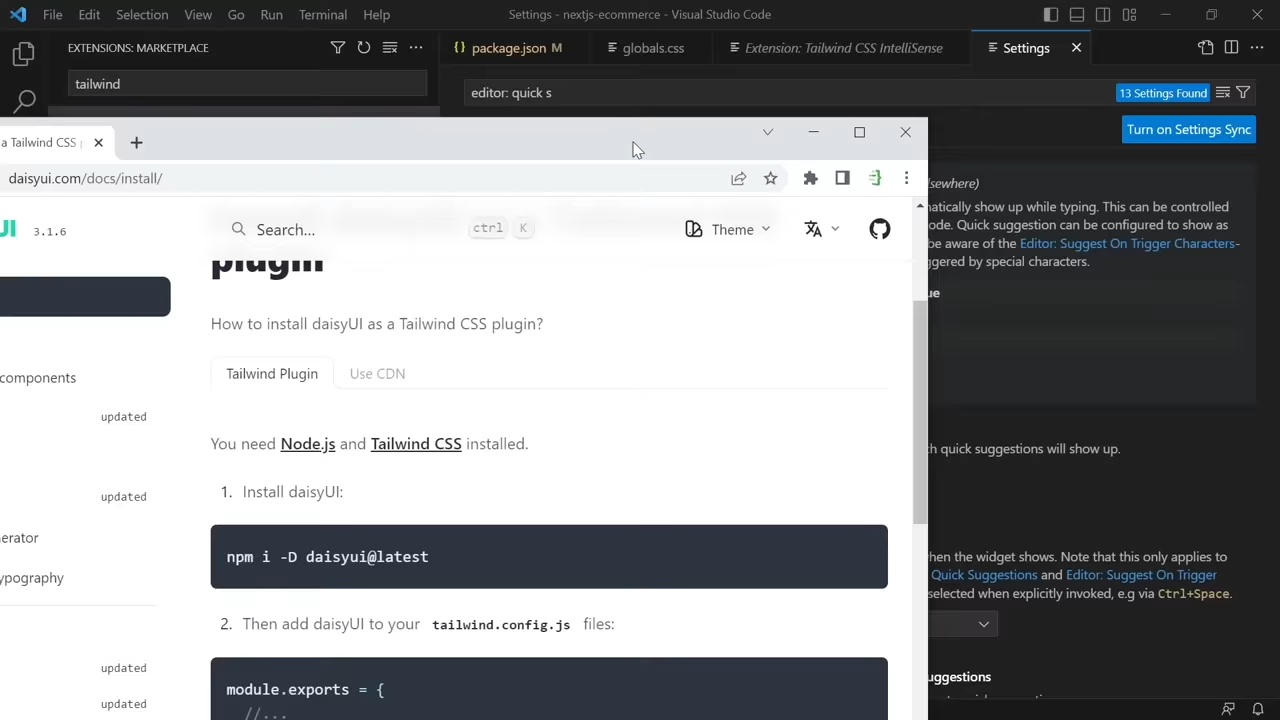 File Edit Selection View Go Run Terminal Help
Settings - nextjs-ecommerce - Visual Studio Code
EXTENSIONS: MARKETPLACE
package.json M
globals.css
Extension: Tailwind CSS IntelliSense
Settings
tailwind
editor: quick s
13 Settings Found
Turn on Settings Sync
a Tailwind CSS
daisyui.com/docs/install/
UI 3.1.6
Search...
ctrl K
Theme
plugin
How to install daisyUI as a Tailwind CSS plugin?
Tailwind Plugin
Use CDN
components
updated
You need Node.js and Tailwind CSS installed.
updated
1. Install daisyUI:
npm i -D daisyui@latest
2. Then add daisyUI to your tailwind.config.js files:
updated
module.exports = {
updated
//...
lsewhere)
natically show up while typing. This can be controlled
ode. Quick suggestion can be configured to show as
be aware of the Editor: Suggest On Trigger Characters-
ggered by special characters.
ue
h quick suggestions will show up.
hen the widget shows. Note that this only applies to
Quick Suggestions and Editor: Suggest On Trigger
selected when explicitly invoked, e.g via Ctrl+Space.
uggestions